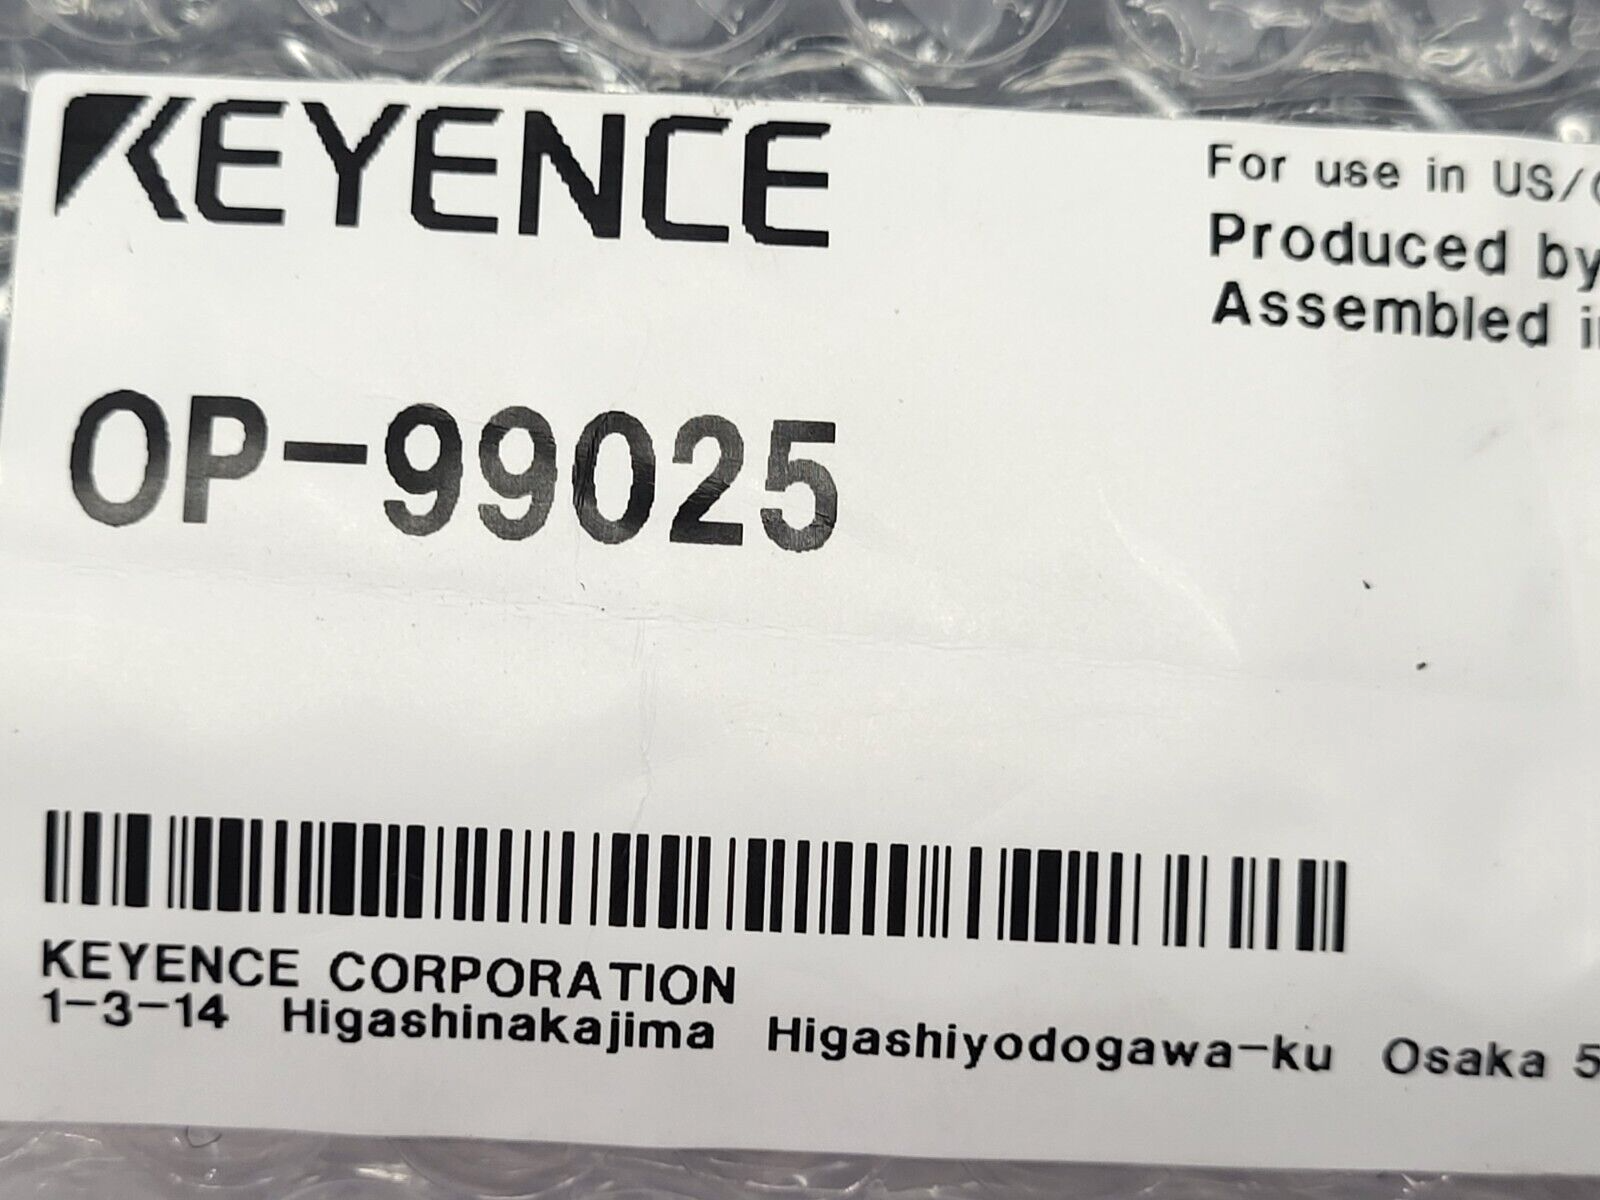 KEYENCE
For use in US/
Produced by
Assembled
OP-99025
KEYENCE CORPORATION
1-3-14 Higashinakajima Higashiyodogawa-ku Osaka 5